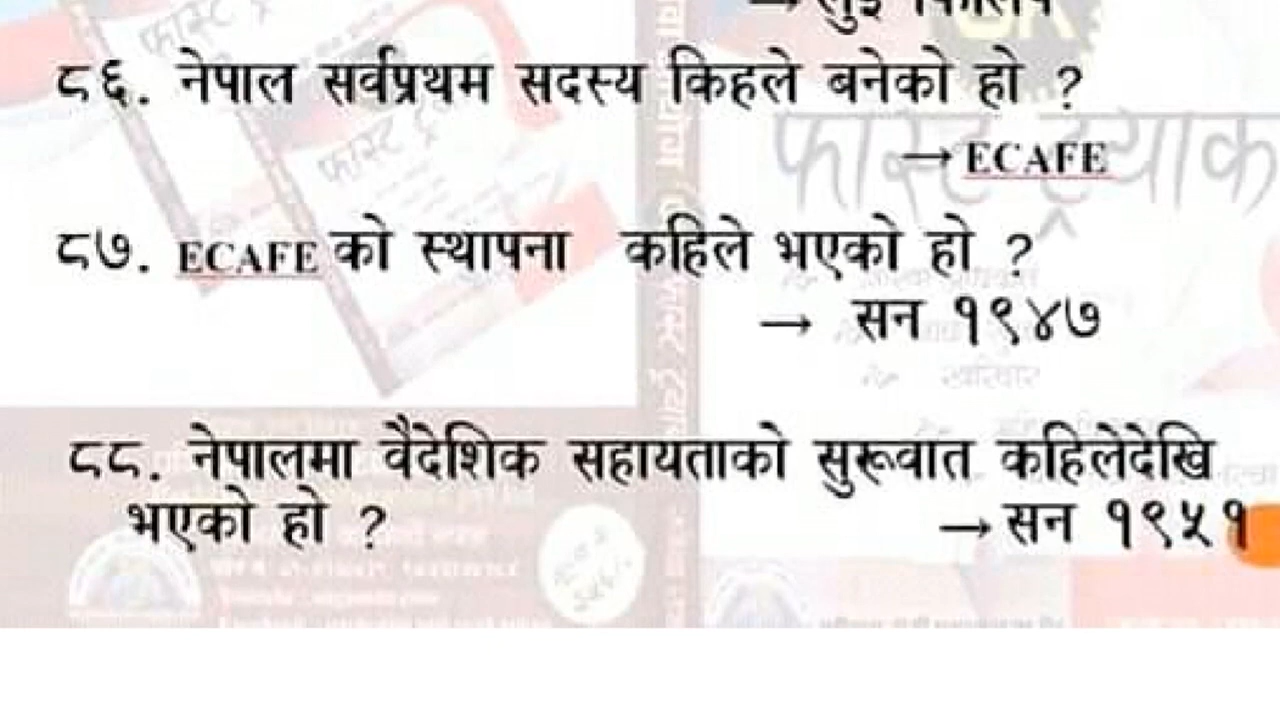 ८६. नेपाल सर्वप्रथम सदस्य किहले बनेको हो ?
→ ECAFE
८७. ECAFE को स्थापना कहिले भएको हो ?
→ सन १९४७
८८. नेपालमा वैदेशिक सहायताको सुरूवात कहिलेदेखि
भएको हो ?
→ सन १९५१
फास्ट ट्र्याक